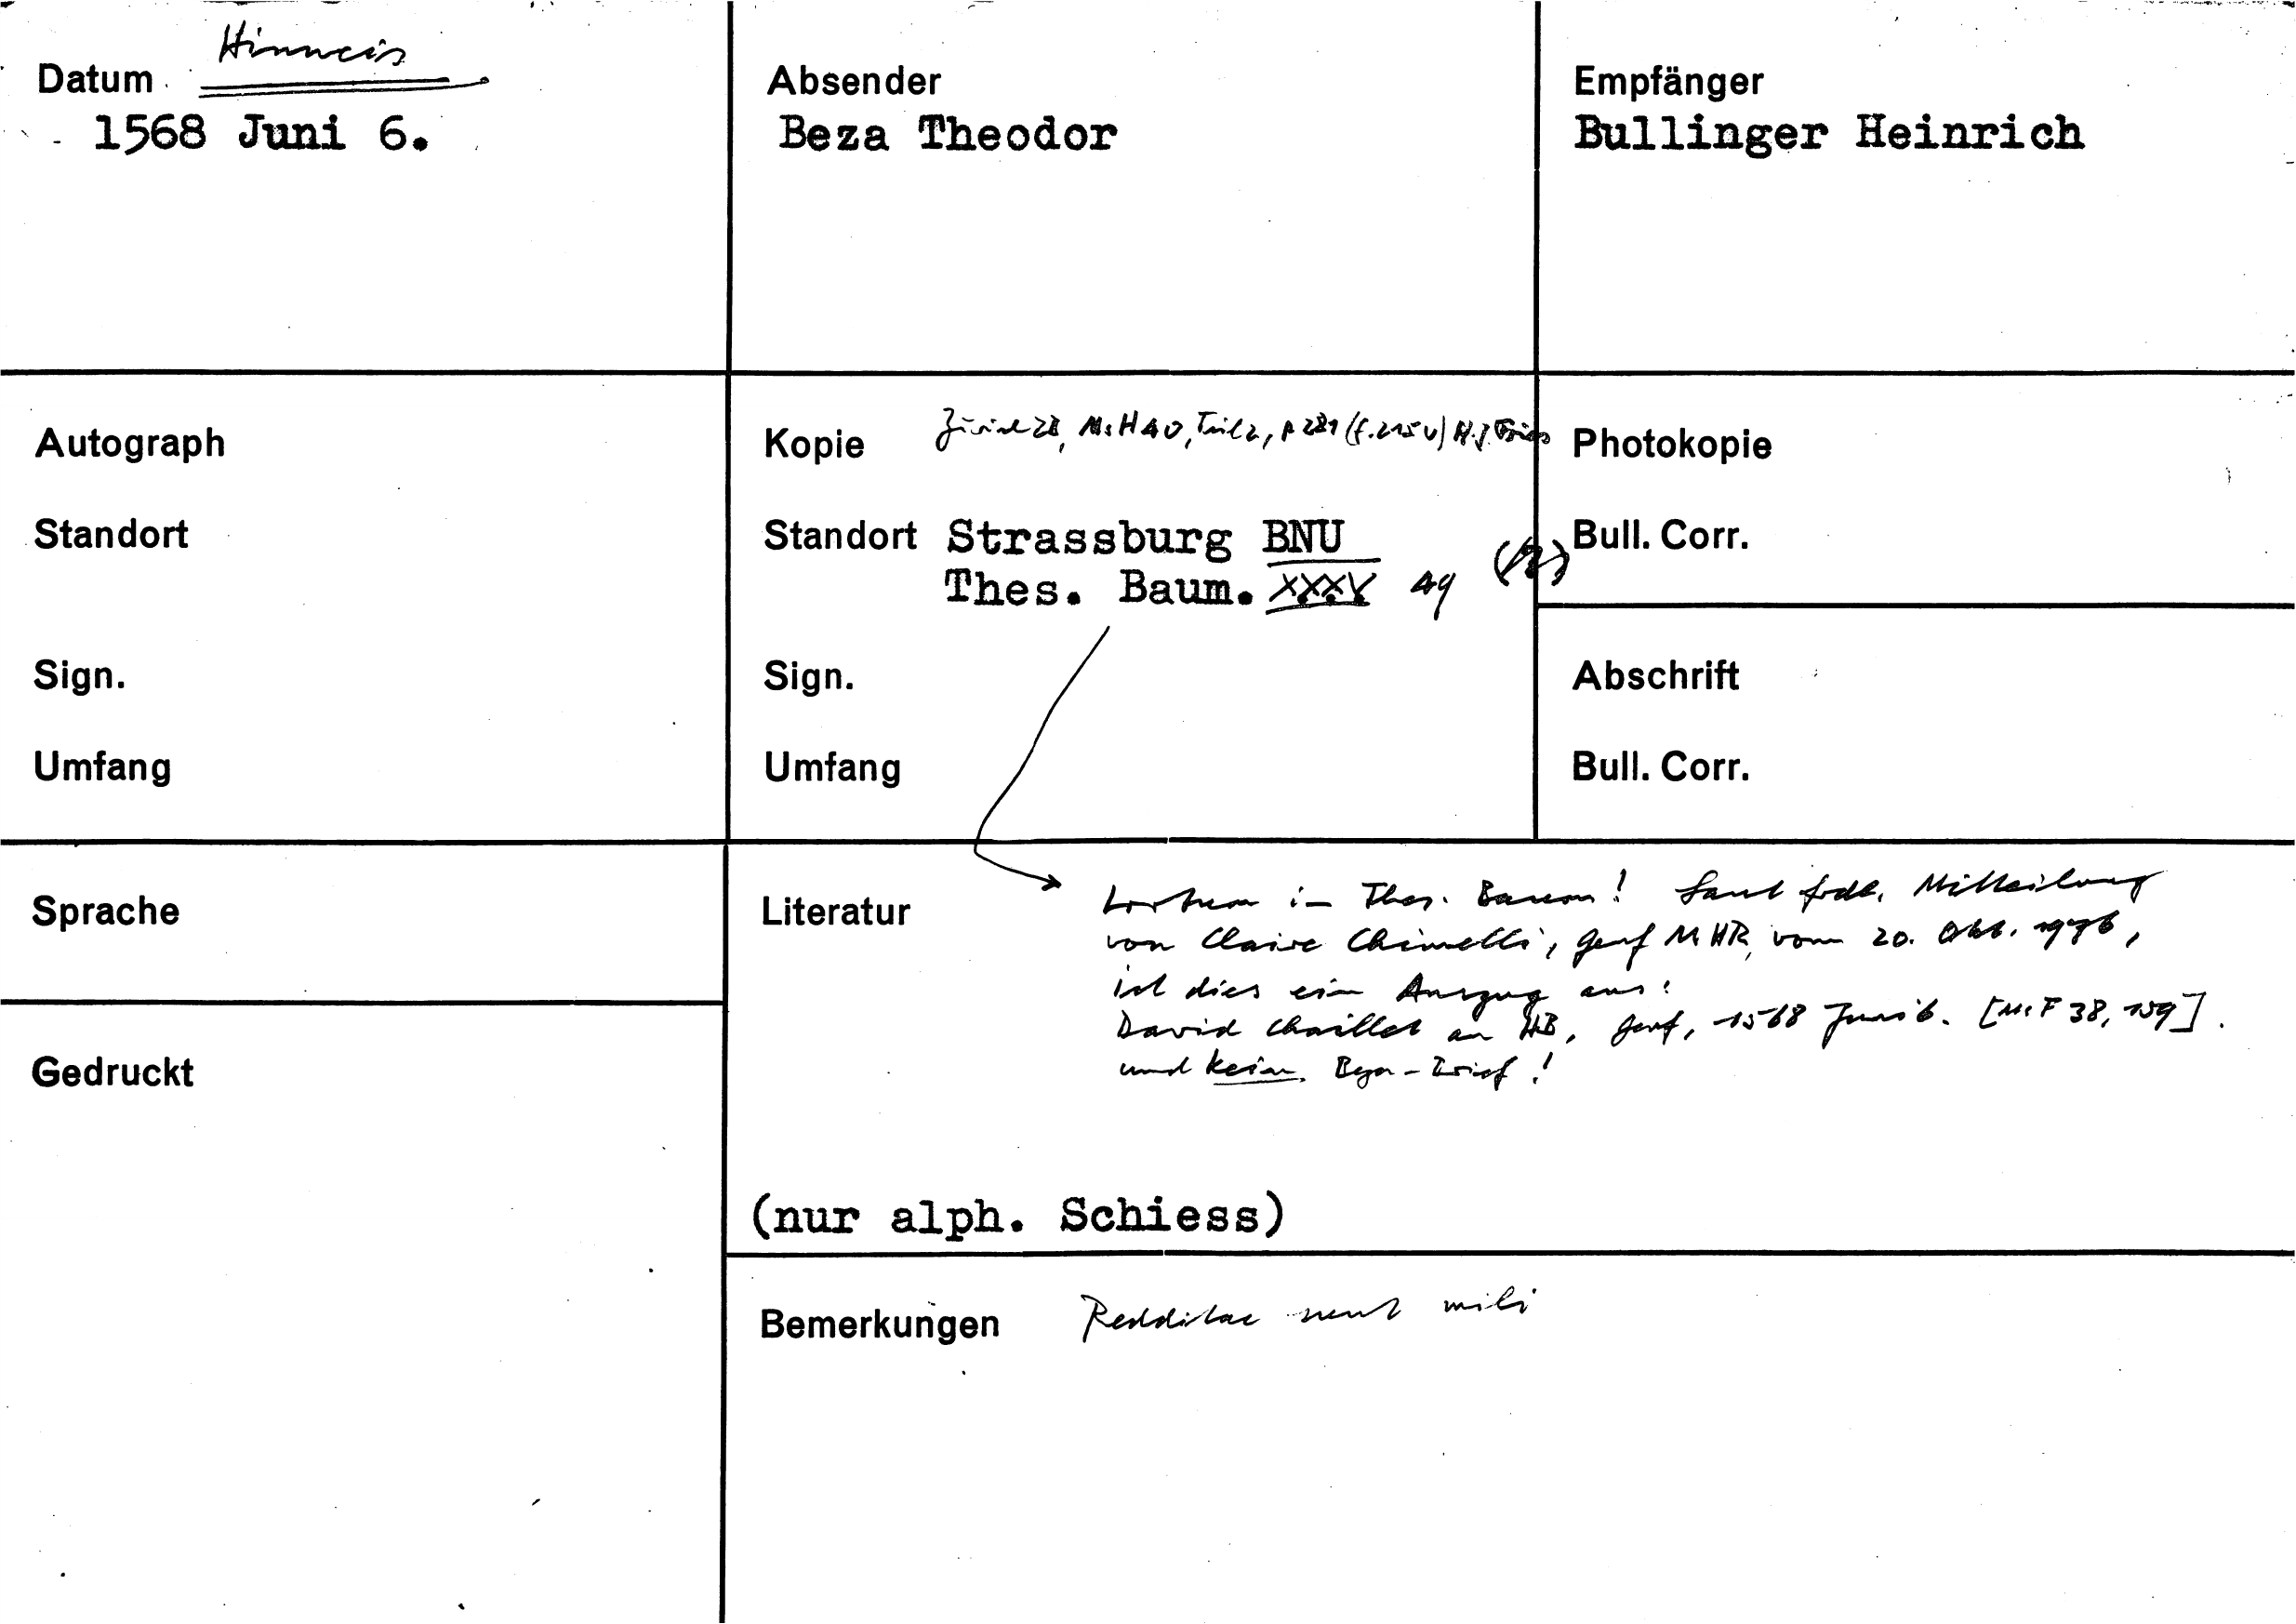 Datum Hinweis
1568 Juni 6.
Absender
Beza Theodor
Empfänger
Bullinger Heinrich
Autograph
Standort
Sign.
Umfang
Kopie Zürich ZB, Ms H 40, Teil 2, p 281 (f. 215 v) H. J. Fries
Standort Strassburg BNU
Thes. Baum. XXXV 49
Sign.
Umfang
Photokopie
Bull. Corr.
Abschrift
Bull. Corr.
Sprache
Gedruckt
Literatur in Thes. Baum! Laut frdl. Mitteilung
von Claire Chimelli, Genf MHR, vom 20. Okt. 1976,
ist dies ein Auszug aus:
David Chaillet an HB, Genf, 1568 Juni 6. [Ms F 38, 159].
und kein Beza-Brief!
(nur alph. Schiess)
Bemerkungen Redditae sunt mihi